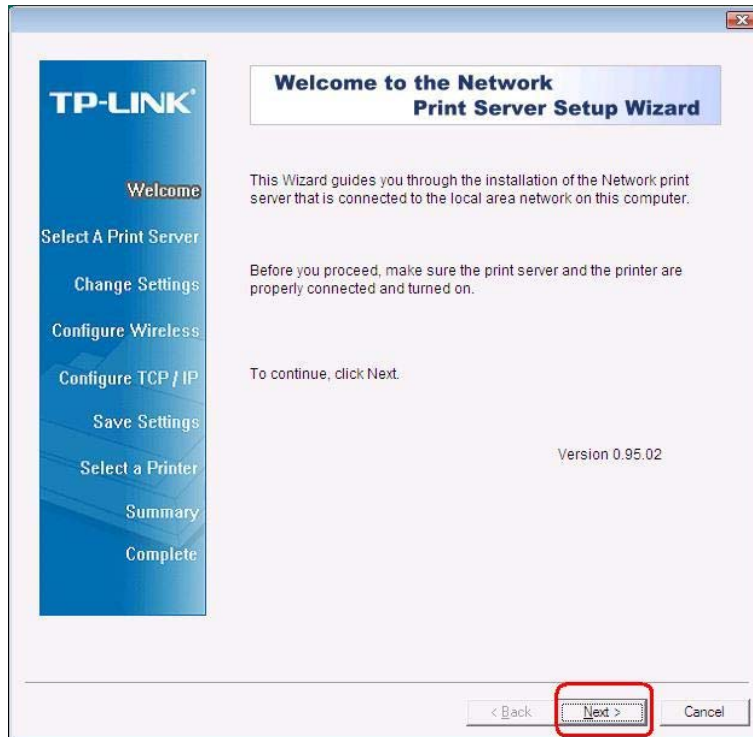 TP-LINK
Welcome to the Network
Print Server Setup Wizard
Welcome
Select A Print Server
Change Settings
Configure Wireless
Configure TCP / IP
Save Settings
Select a Printer
Summary
Complete
This Wizard guides you through the installation of the Network print
server that is connected to the local area network on this computer.
Before you proceed, make sure the print server and the printer are
properly connected and turned on.
To continue, click Next.
Version 0.95.02
< Back
Next >
Cancel